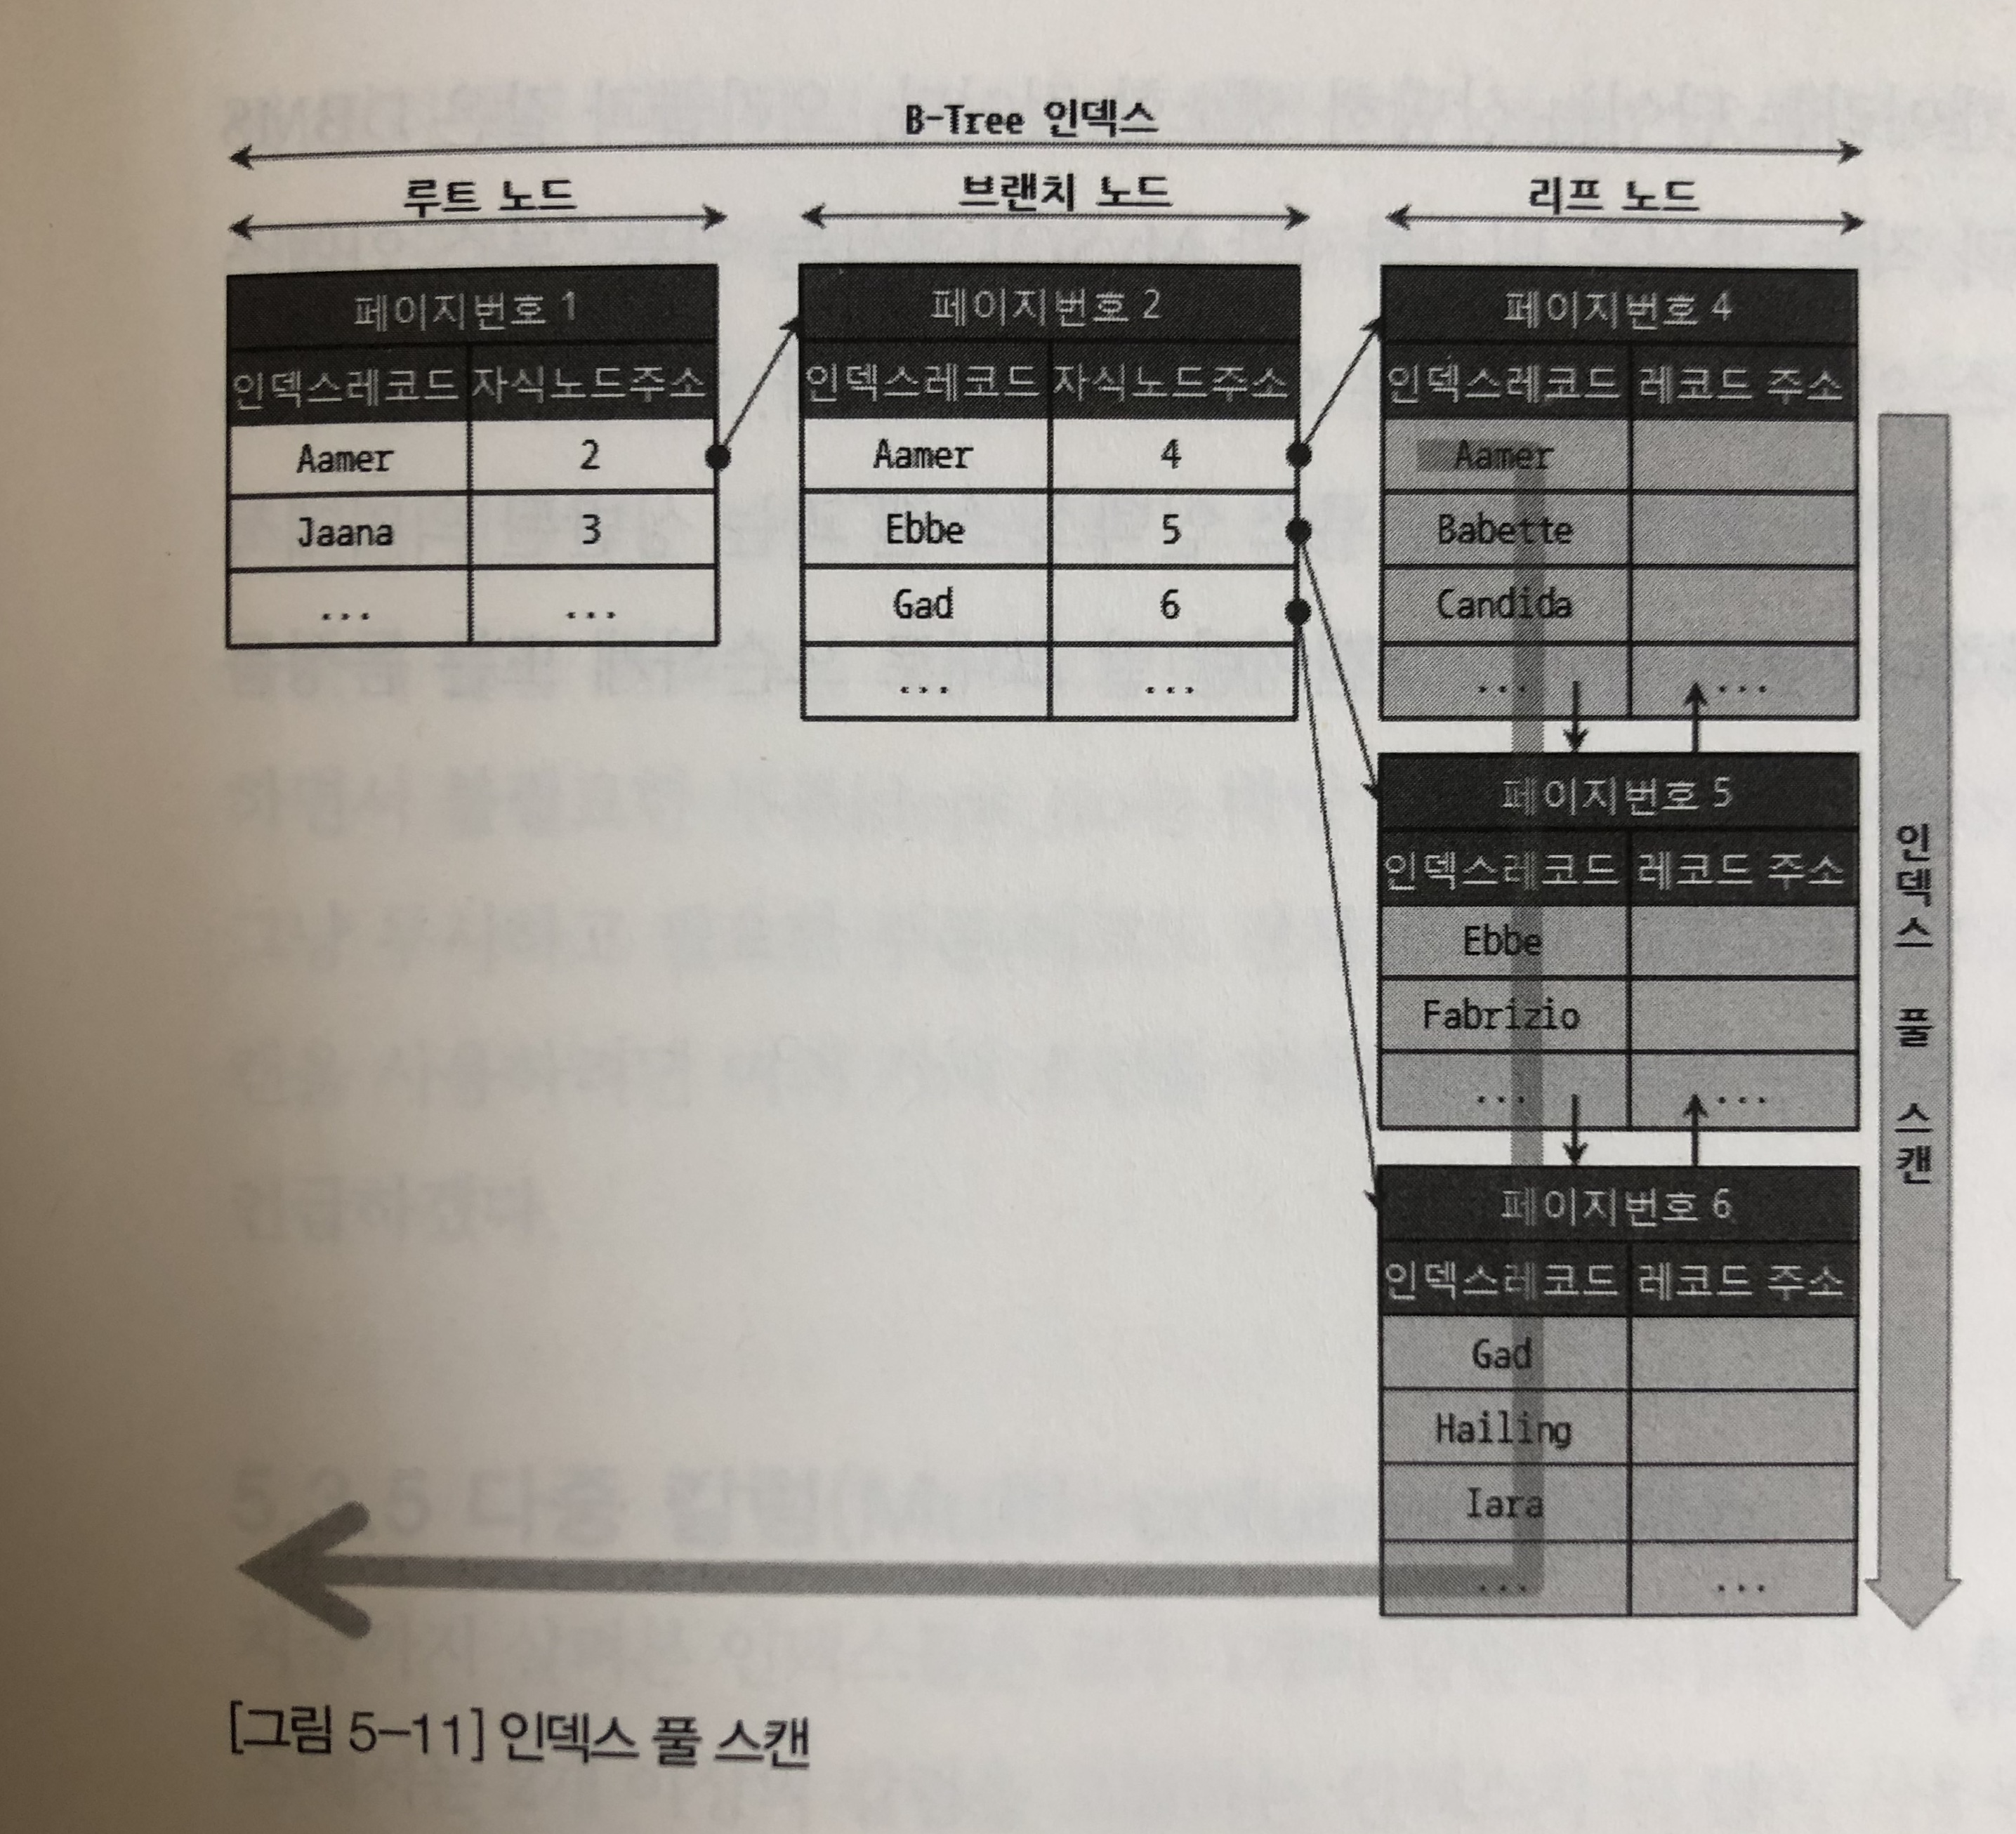 B-Tree 인덱스
루트 노드
브랜치 노드
리프 노드
페이지번호 1
인덱스레코드 자식노드주소
Aamer 2
Jaana 3
... ...
페이지번호 2
인덱스레코드 자식노드주소
Aamer 4
Ebbe 5
Gad 6
... ...
페이지번호 4
인덱스레코드 레코드 주소
Aamer
Babette
Candida
... ...
페이지번호 5
인덱스레코드 레코드 주소
Ebbe
Fabrizio
... ...
페이지번호 6
인덱스레코드 레코드 주소
Gad
Hailing
Iara
... ...
인덱스 풀 스캔
[그림 5-11] 인덱스 풀 스캔